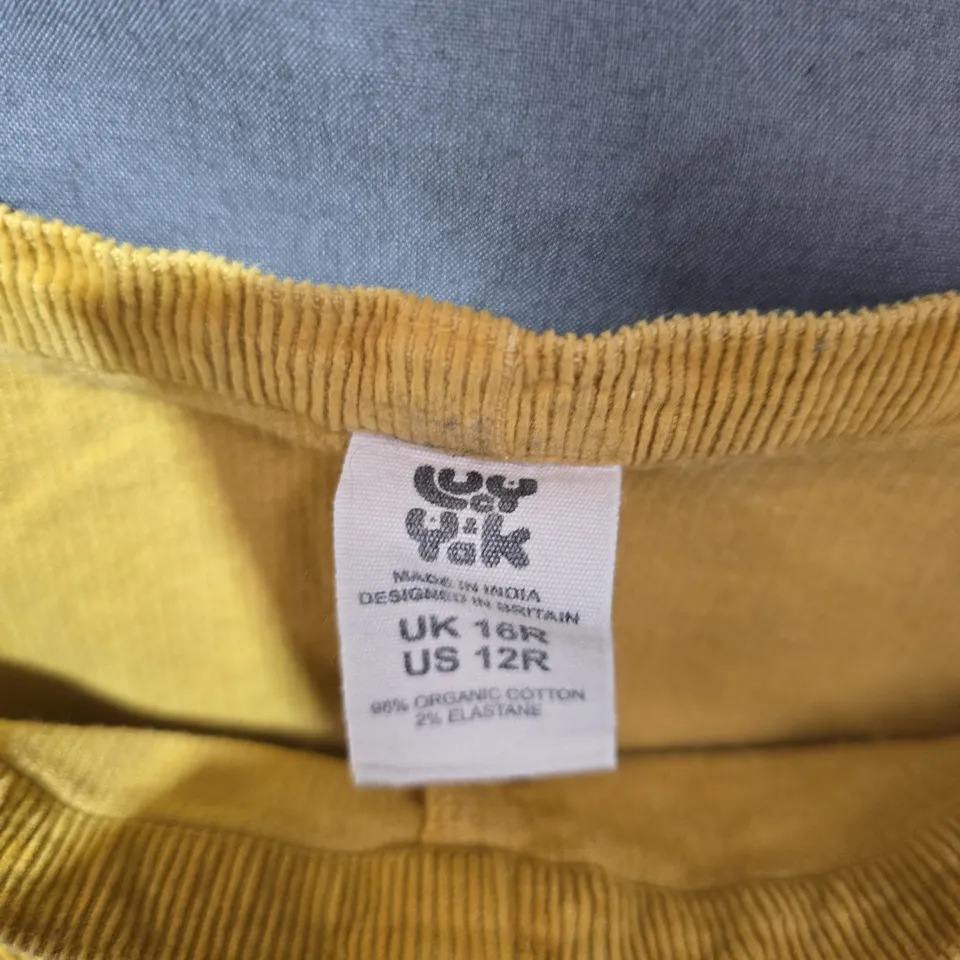 Lucy
& Yak
MADE IN INDIA
DESIGNED IN BRITAIN
UK 16R
US 12R
98% ORGANIC COTTON
2% ELASTANE